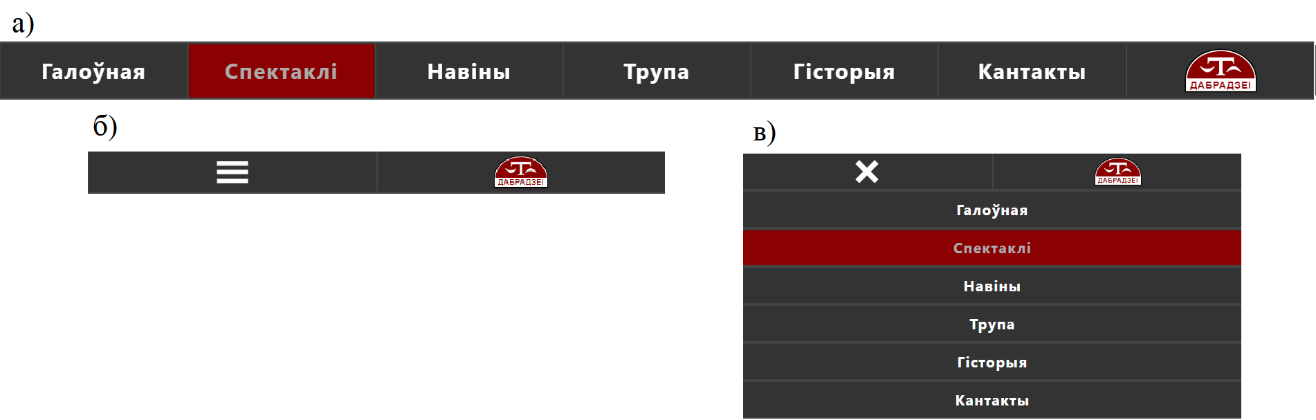 а)
Галоўная Спектаклі Навіны Трупа Гісторыя Кантакты ДАБРАДЗЕІ
б)
ДАБРАДЗЕІ
в)
ДАБРАДЗЕІ
Галоўная
Спектаклі
Навіны
Трупа
Гісторыя
Кантакты